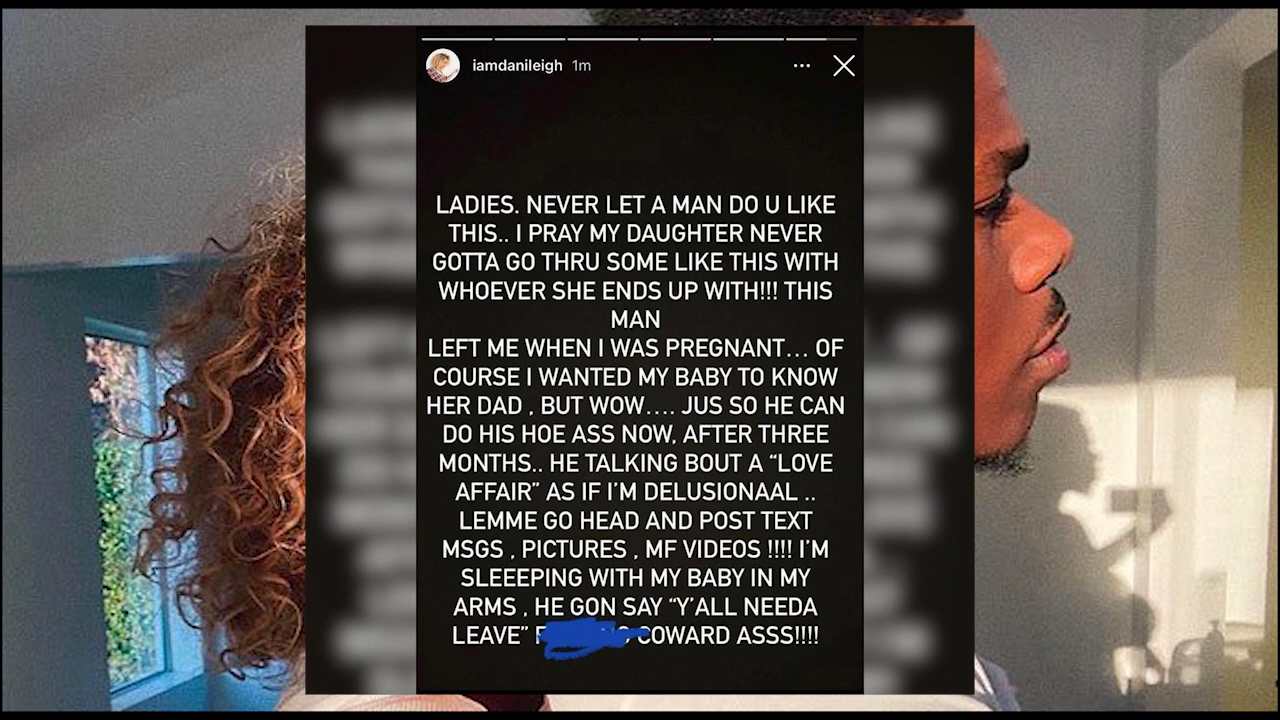 iamdanileigh 1m
LADIES. NEVER LET A MAN DO U LIKE
THIS.. I PRAY MY DAUGHTER NEVER
GOTTA GO THRU SOME LIKE THIS WITH
WHOEVER SHE ENDS UP WITH!!! THIS
MAN
LEFT ME WHEN I WAS PREGNANT... OF
COURSE I WANTED MY BABY TO KNOW
HER DAD , BUT WOW.... JUS SO HE CAN
DO HIS HOE ASS NOW, AFTER THREE
MONTHS.. HE TALKING BOUT A “LOVE
AFFAIR” AS IF I’M DELUSIONAAL ..
LEMME GO HEAD AND POST TEXT
MSGS , PICTURES , MF VIDEOS !!!! I’M
SLEEEPING WITH MY BABY IN MY
ARMS , HE GON SAY “Y’ALL NEEDA
LEAVE” COWARD ASSS!!!!